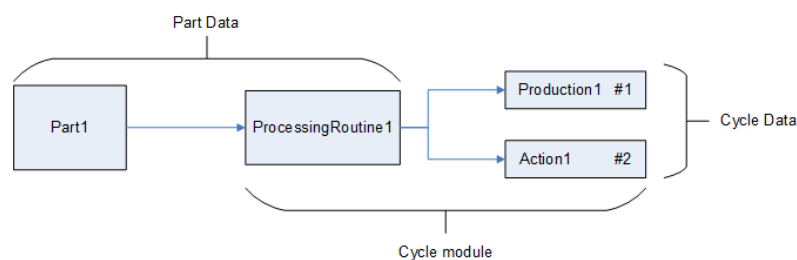 Part Data
Part1
ProcessingRoutine1
Production1 #1
Action1 #2
Cycle Data
Cycle module